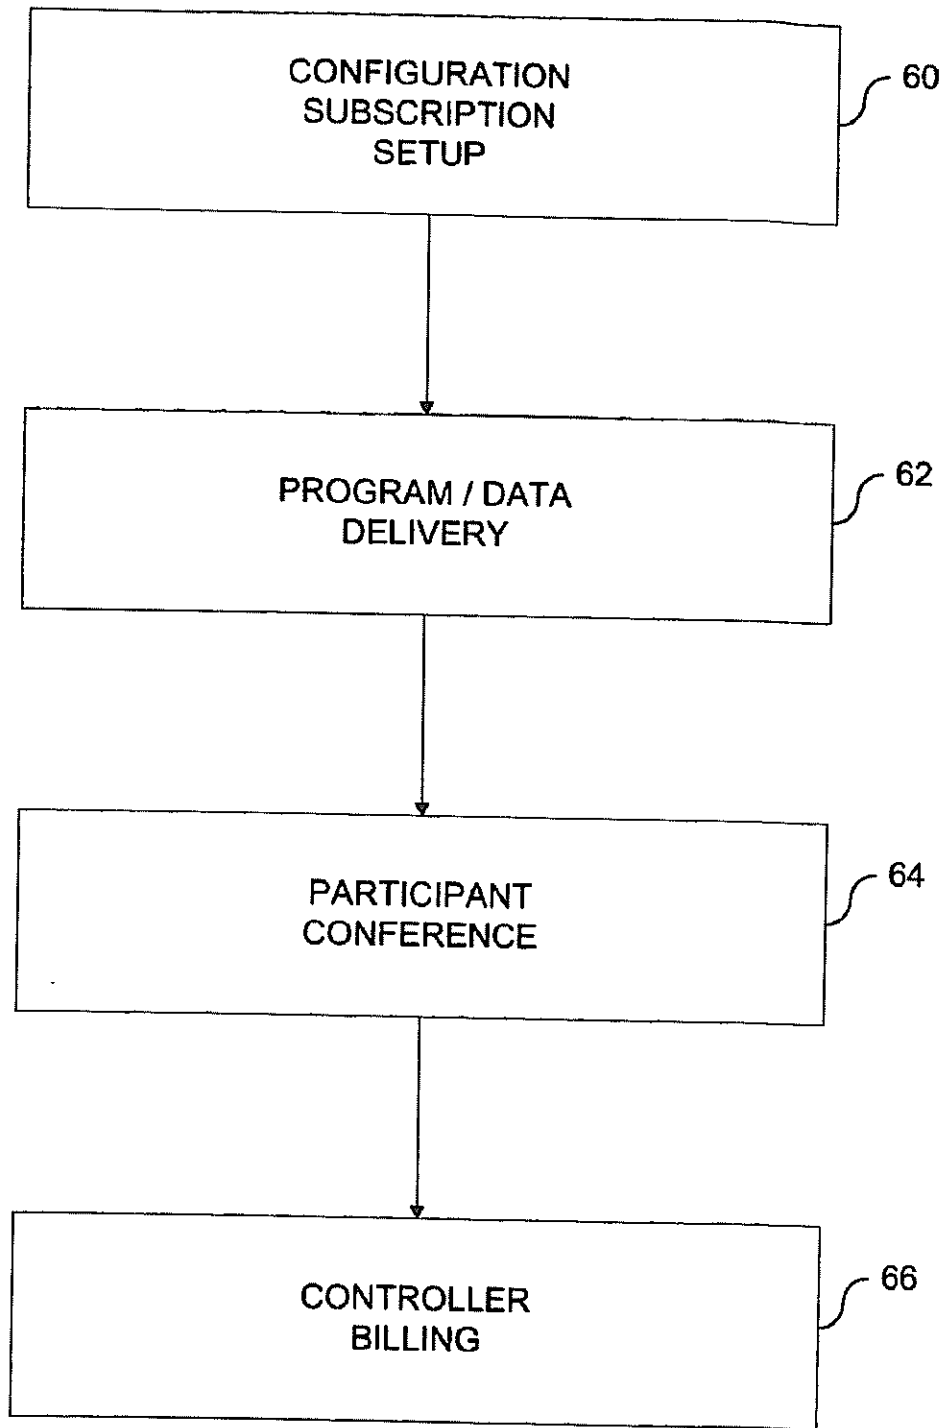 CONFIGURATION
SUBSCRIPTION
SETUP
60
PROGRAM / DATA
DELIVERY
62
PARTICIPANT
CONFERENCE
64
CONTROLLER
BILLING
66